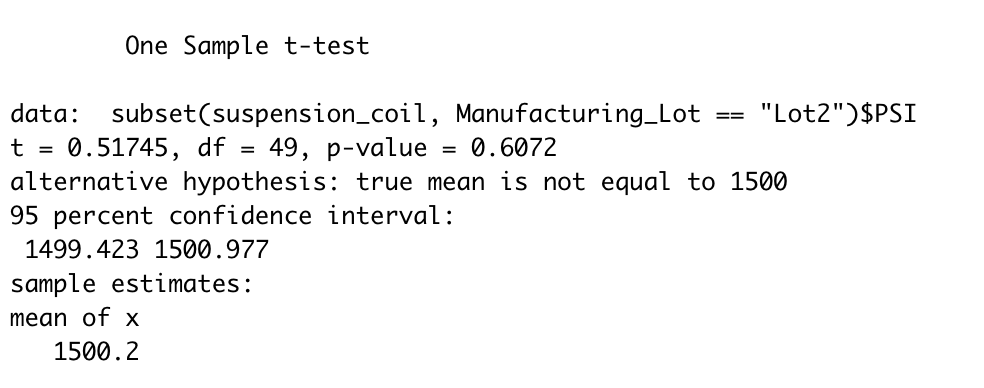 One Sample t-test
data:  subset(suspension_coil, Manufacturing_Lot == "Lot2")$PSI
t = 0.51745, df = 49, p-value = 0.6072
alternative hypothesis: true mean is not equal to 1500
95 percent confidence interval:
1499.423 1500.977
sample estimates:
mean of x
1500.2